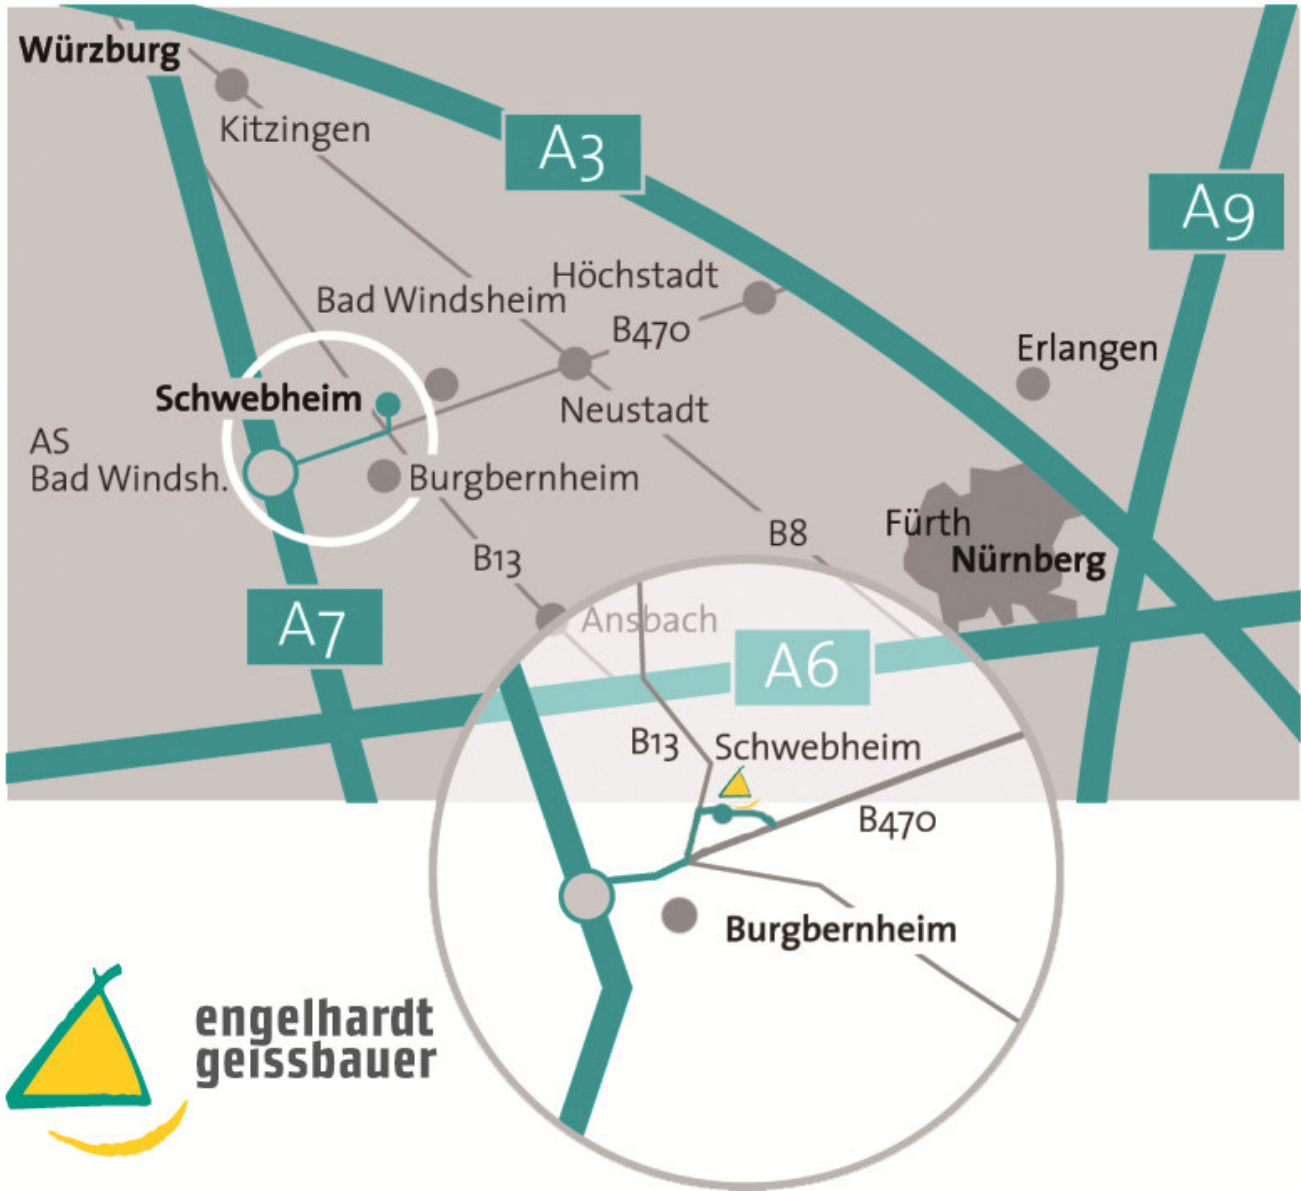 Würzburg
Kitzingen
A3
A9
Höchstadt
Bad Windsheim
B470
Erlangen
Schwebheim
Neustadt
AS
Bad Windsh.
Burgbernheim
Fürth
B8
Nürnberg
B13
A7
Ansbach
A6
B13
Schwebheim
B470
Burgbernheim
engelhardt
geissbauer